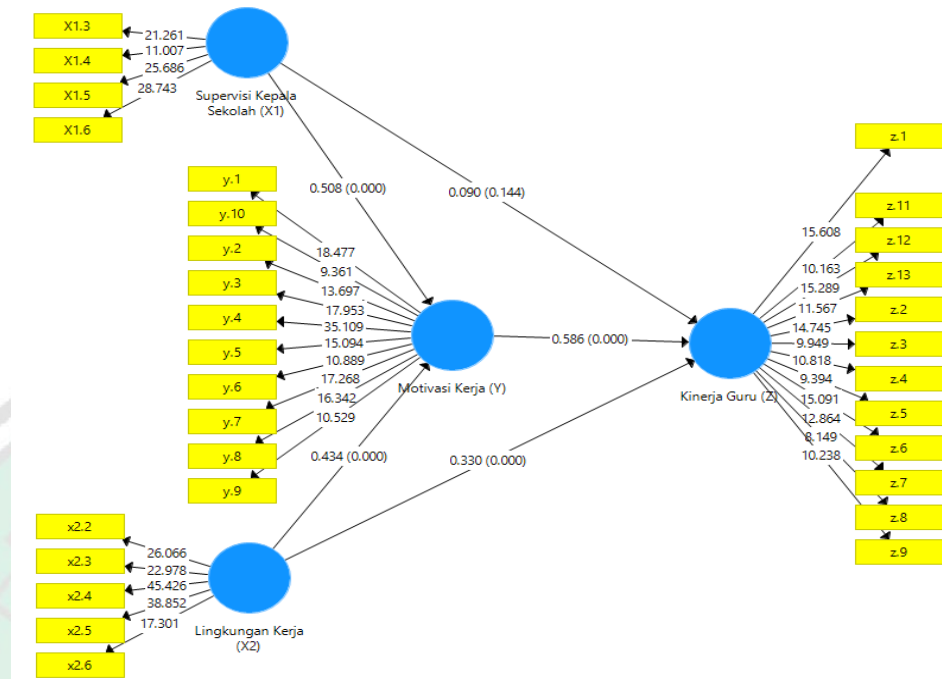 X1.3
X1.4
X1.5
X1.6
21.261
11.007
25.686
28.743
Supervisi Kepala
Sekolah (X1)
0.508 (0.000)
0.090 (0.144)
y.1
y.10
y.2
y.3
y.4
y.5
y.6
y.7
y.8
y.9
18.477
9.361
13.697
17.953
35.109
15.094
10.889
17.268
16.342
10.529
Motivasi Kerja (Y)
0.586 (0.000)
0.434 (0.000)
0.330 (0.000)
x2.2
x2.3
x2.4
x2.5
x2.6
26.066
22.978
45.426
38.852
17.301
Lingkungan Kerja
(X2)
Kinerja Guru (Z)
15.608
10.163
15.289
11.567
14.745
9.949
10.818
9.394
15.091
12.864
8.149
10.238
z.1
z.11
z.12
z.13
z.2
z.3
z.4
z.5
z.6
z.7
z.8
z.9